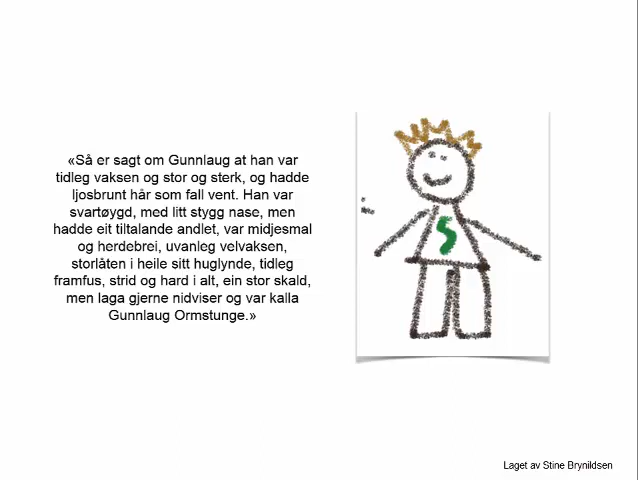 «Så er sagt om Gunnlaug at han var
tidleg vaksen og stor og sterk, og hadde
ljosbrunt hår som fall vent. Han var
svartøygd, med litt stygg nase, men
hadde eit tiltalande andlet, var midjesmal
og herdebrei, uvanleg velvaksen,
storlåten i heile sitt huglynde, tidleg
framfus, strid og hard i alt, ein stor skald,
men laga gjerne nidviser og var kalla
Gunnlaug Ormstunge.»
S
Laget av Stine Brynildsen